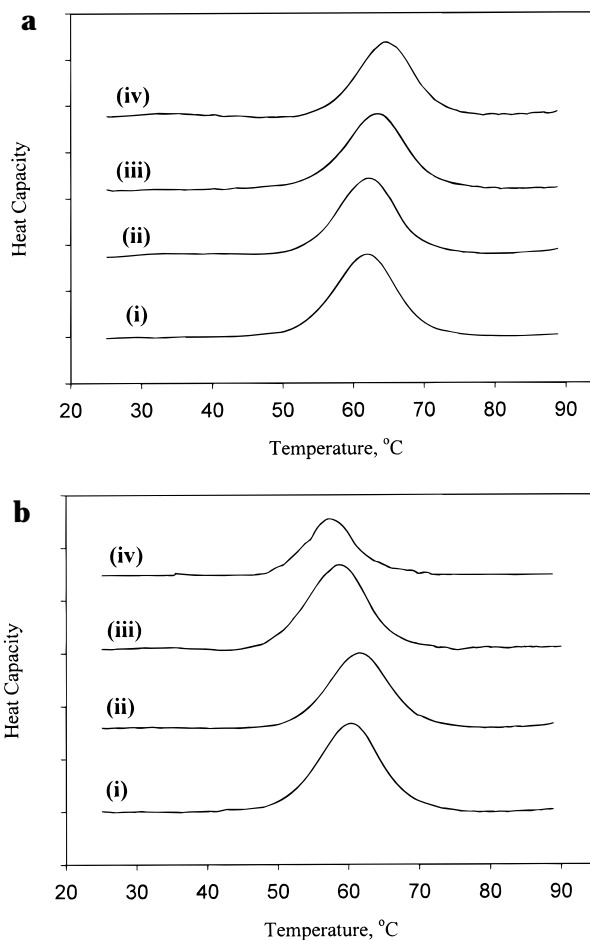 a
(iv)
(iii)
(ii)
(i)
Heat Capacity
20 30 40 50 60 70 80 90
Temperature, °C
b
(iv)
(iii)
(ii)
(i)
Heat Capacity
20 30 40 50 60 70 80 90
Temperature, °C